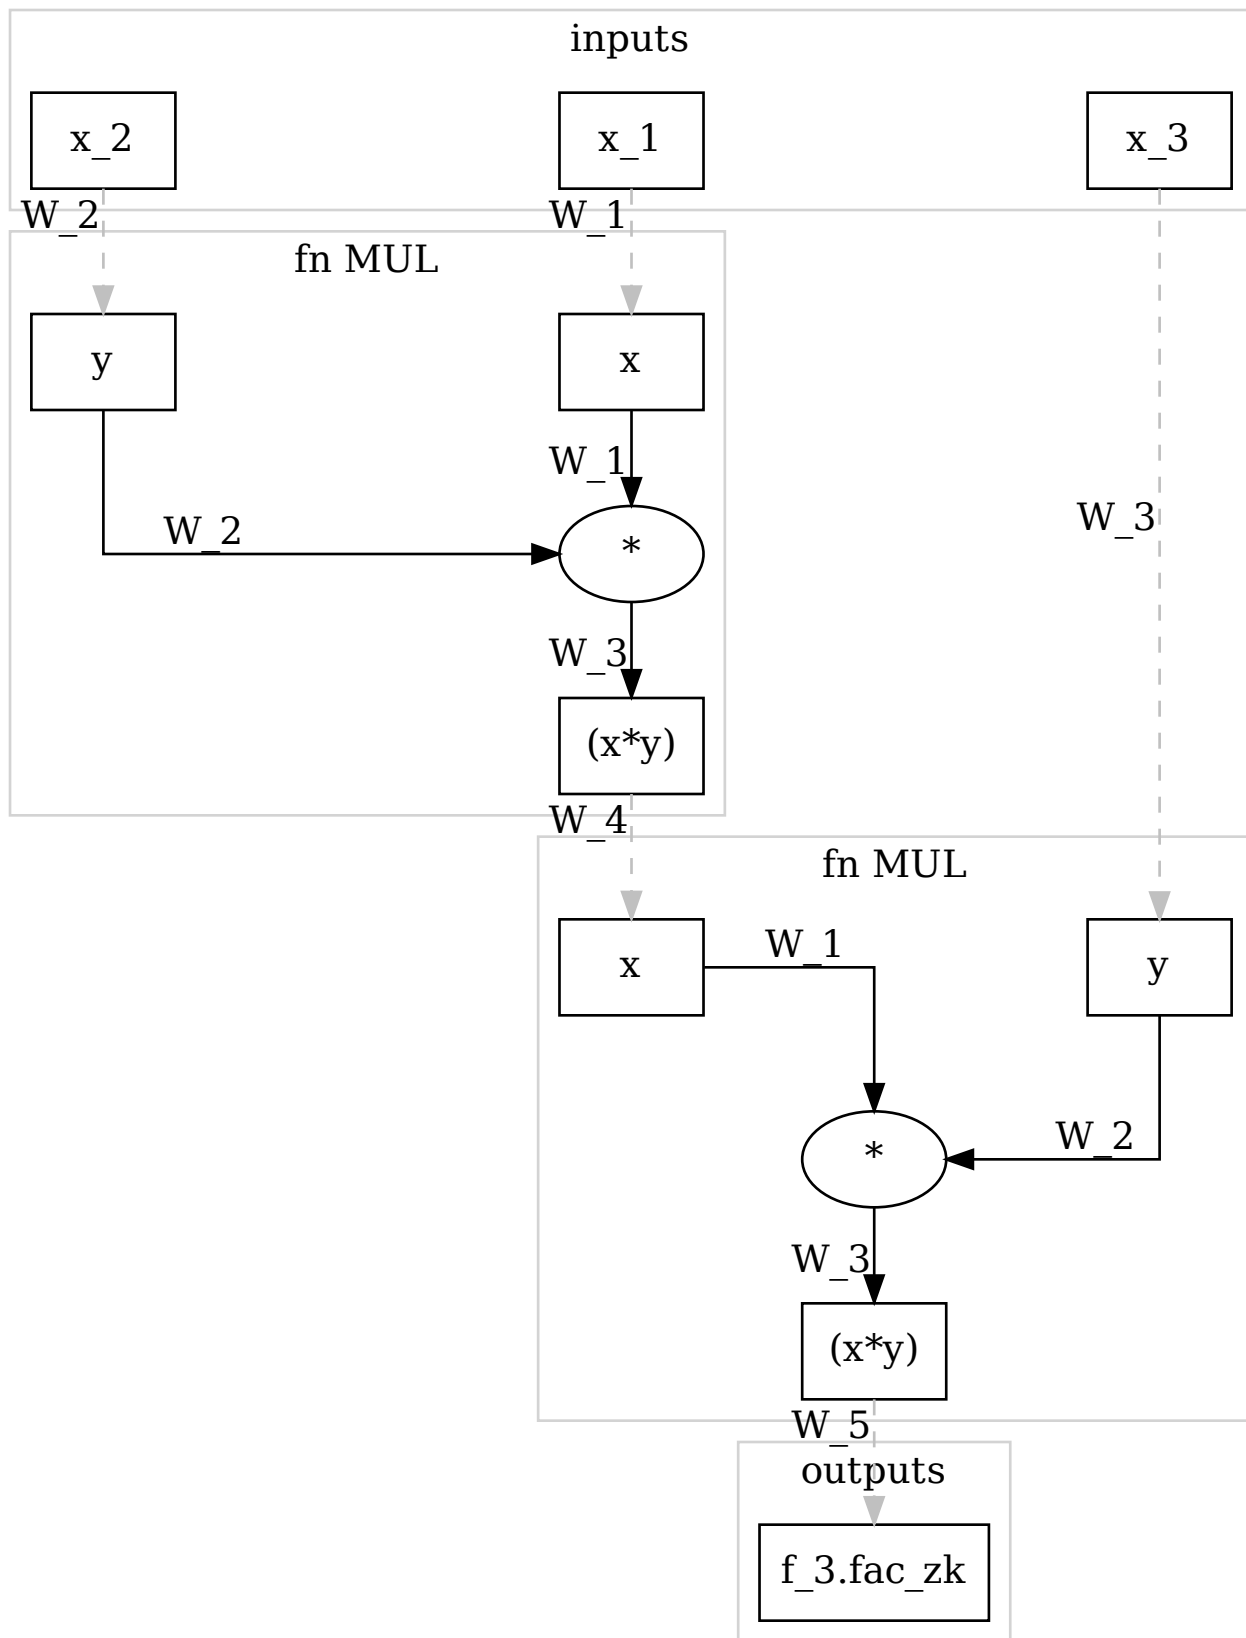 inputs
x_2
x_1
x_3
W_2
W_1
fn MUL
y
x
W_1
W_2
W_3
*
W_3
(x*y)
W_4
fn MUL
x
W_1
y
W_2
*
W_3
(x*y)
W_5
outputs
f_3.fac_zk